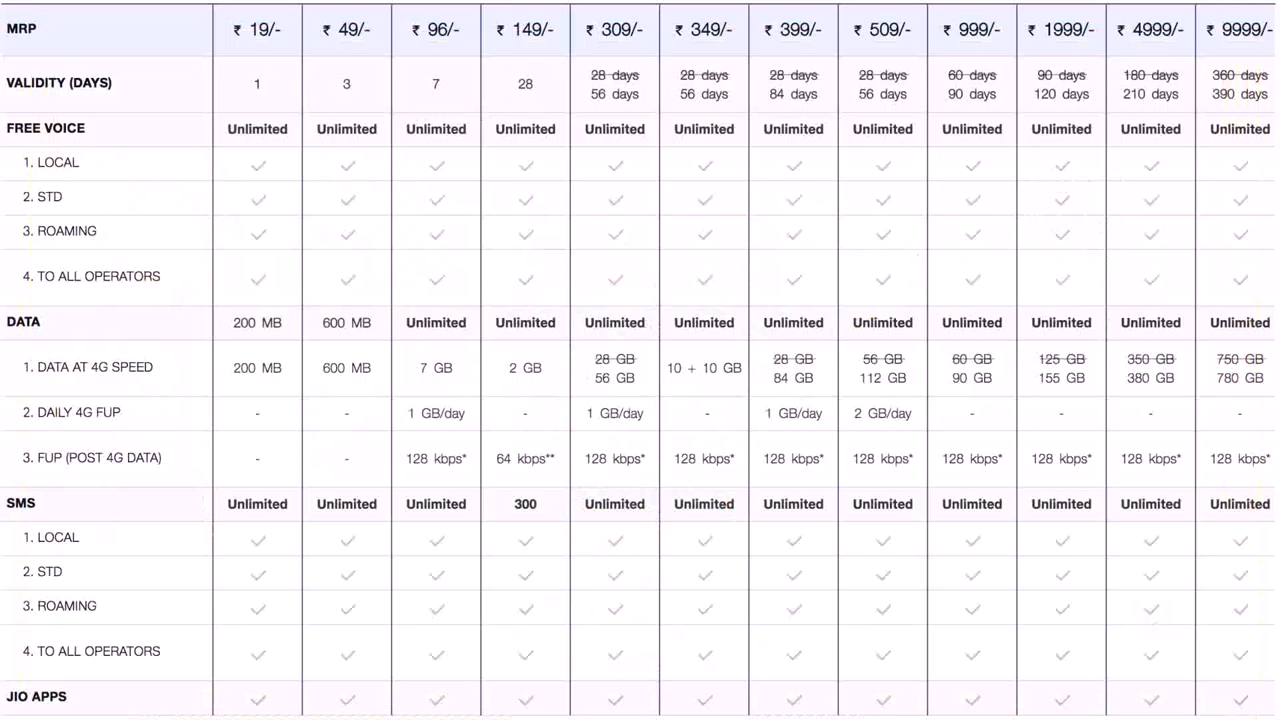 MRP ₹ 19/- ₹ 49/- ₹ 96/- ₹ 149/- ₹ 309/- ₹ 349/- ₹ 399/- ₹ 509/- ₹ 999/- ₹ 1999/- ₹ 4999/- ₹ 9999/-
28 days 28 days 28 days 28 days 60 days 90 days 180 days 360 days
VALIDITY (DAYS) 1 3 7 28
56 days 56 days 84 days 56 days 90 days 120 days 210 days 390 days
FREE VOICE Unlimited Unlimited Unlimited Unlimited Unlimited Unlimited Unlimited Unlimited Unlimited Unlimited Unlimited Unlimited
1. LOCAL
2. STD
3. ROAMING
4. TO ALL OPERATORS
DATA 200 MB 600 MB Unlimited Unlimited Unlimited Unlimited Unlimited Unlimited Unlimited Unlimited Unlimited Unlimited
28 GB 28 GB 56 GB 60 GB 125 GB 350 GB 750 GB
1. DATA AT 4G SPEED 200 MB 600 MB 7 GB 2 GB 10 + 10 GB
56 GB 84 GB 112 GB 90 GB 155 GB 380 GB 780 GB
2. DAILY 4G FUP - - 1 GB/day - 1 GB/day - 1 GB/day 2 GB/day - - - -
3. FUP (POST 4G DATA) - - 128 kbps* 64 kbps** 128 kbps* 128 kbps* 128 kbps* 128 kbps* 128 kbps* 128 kbps* 128 kbps* 128 kbps*
SMS Unlimited Unlimited Unlimited 300 Unlimited Unlimited Unlimited Unlimited Unlimited Unlimited Unlimited Unlimited
1. LOCAL
2. STD
3. ROAMING
4. TO ALL OPERATORS
JIO APPS